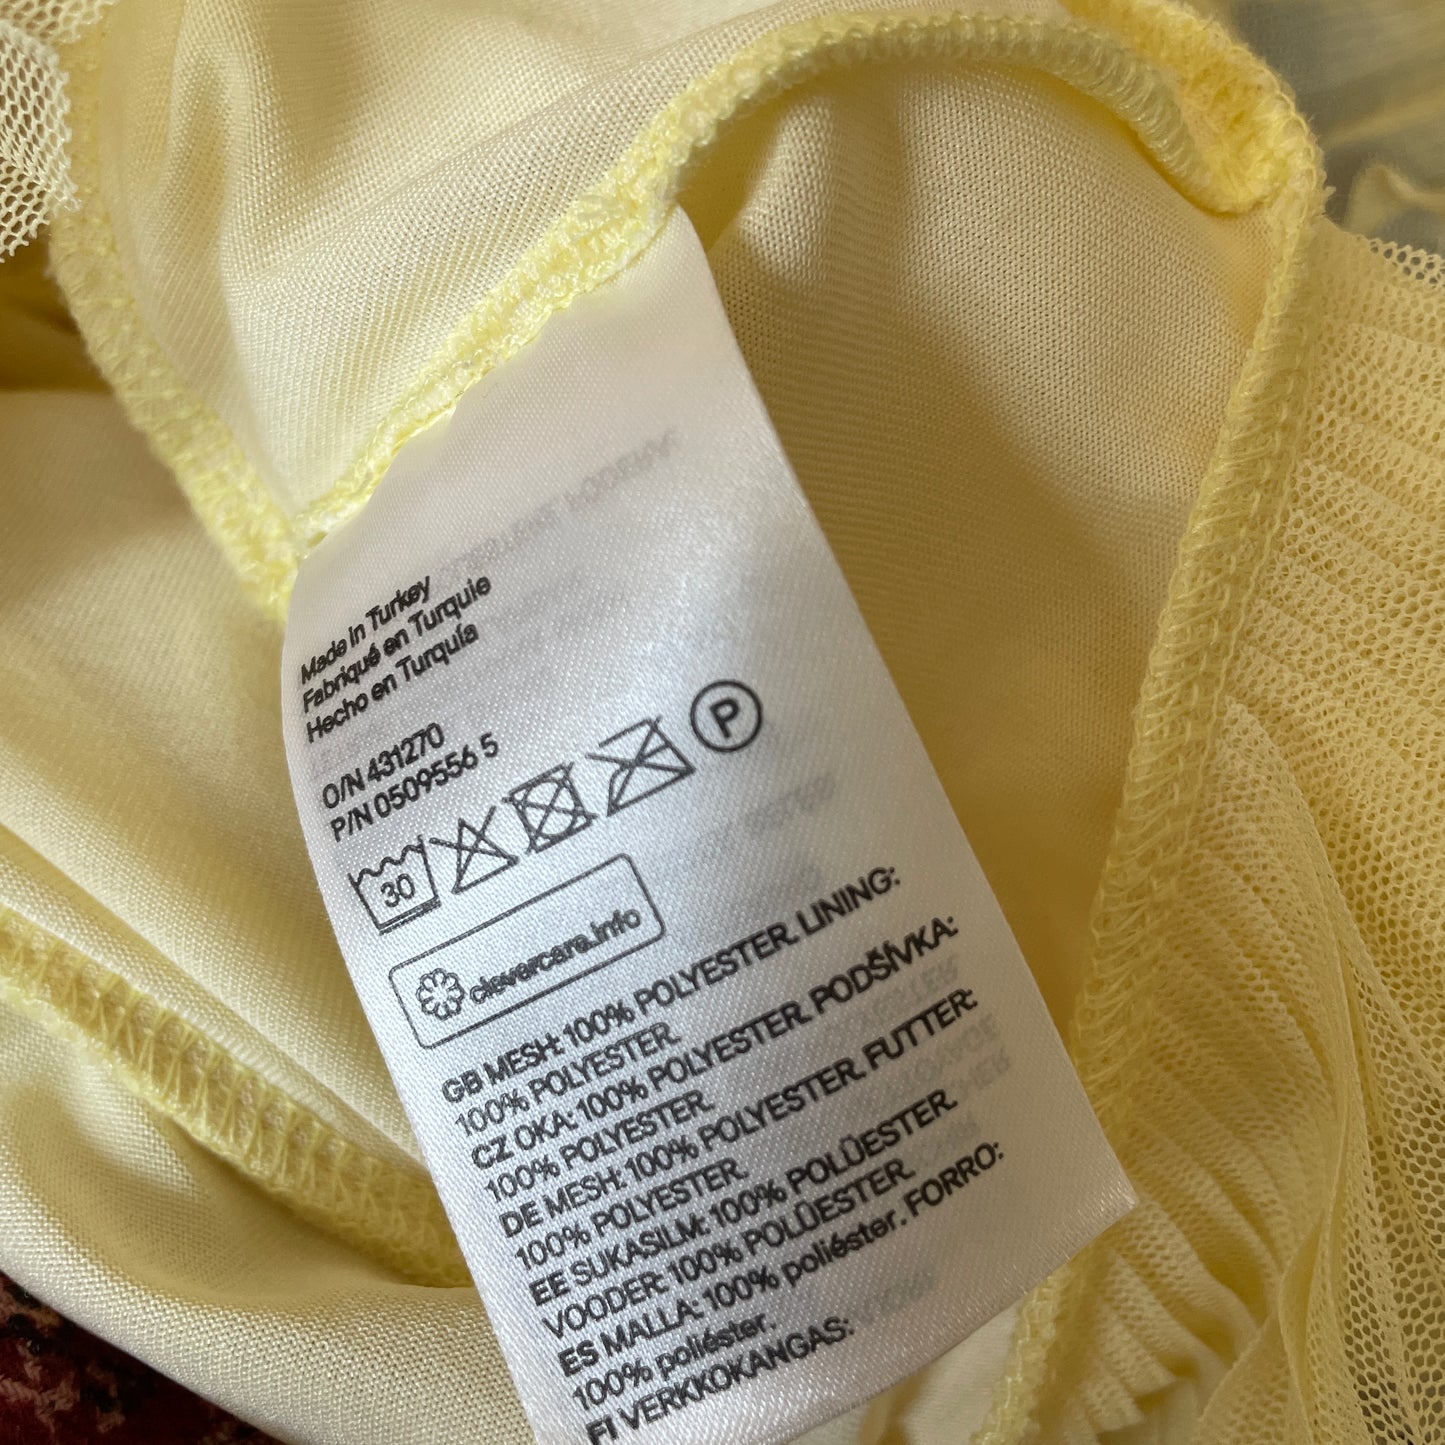 Made in Turkey
Fabriqué en Turquie
Hecho en Turquía
O/N 431270
P/N 0509556 5
30
P
clevercare.info
GB MESH: 100% POLYESTER. LINING:
100% POLYESTER.
CZ OKA: 100% POLYESTER. PODŠÍVKA:
100% POLYESTER.
DE MESH: 100% POLYESTER. FUTTER:
100% POLYESTER.
EE SUKASILM: 100% POLÜESTER.
VOODER: 100% POLÜESTER.
ES MALLA: 100% poliéster. FORRO:
100% poliéster.
FI VERKKOKANGAS: